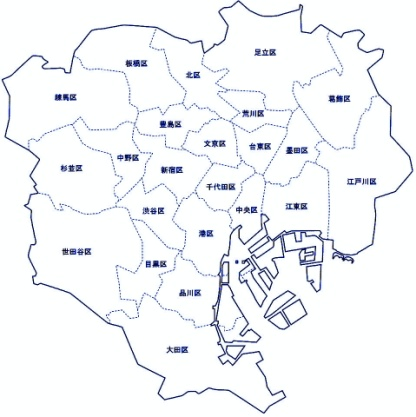 足立区
板橋区
北区
練馬区
葛飾区
荒川区
豊島区
文京区
台東区
墨田区
中野区
杉並区
新宿区
千代田区
江戸川区
渋谷区
中央区
江東区
港区
世田谷区
目黒区
品川区
大田区